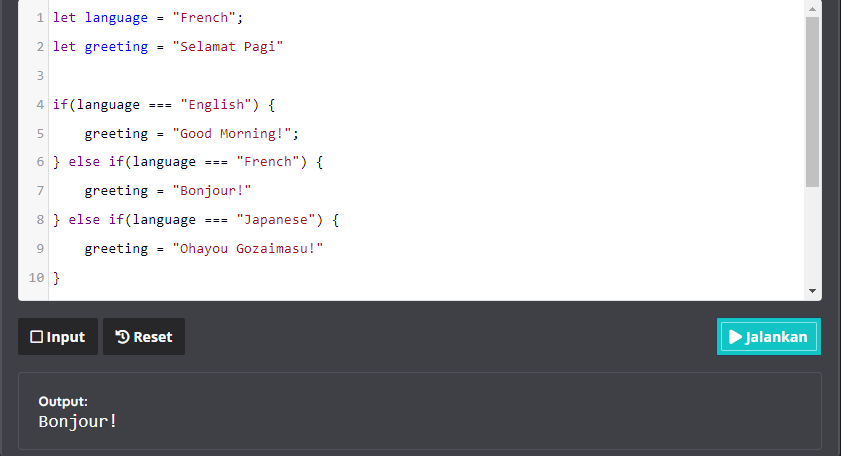 1 let language = "French";
2 let greeting = "Selamat Pagi"
3
4 if(language === "English") {
5     greeting = "Good Morning!";
6 } else if(language === "French") {
7     greeting = "Bonjour!"
8 } else if(language === "Japanese") {
9     greeting = "Ohayou Gozaimasu!"
10 }
Input Reset Jalankan
Output:
Bonjour!